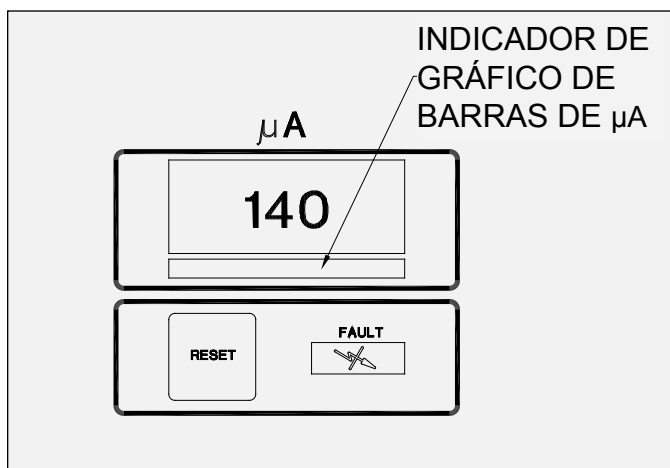 INDICADOR DE
GRÁFICO DE
BARRAS DE µA
µA
140
RESET
FAULT